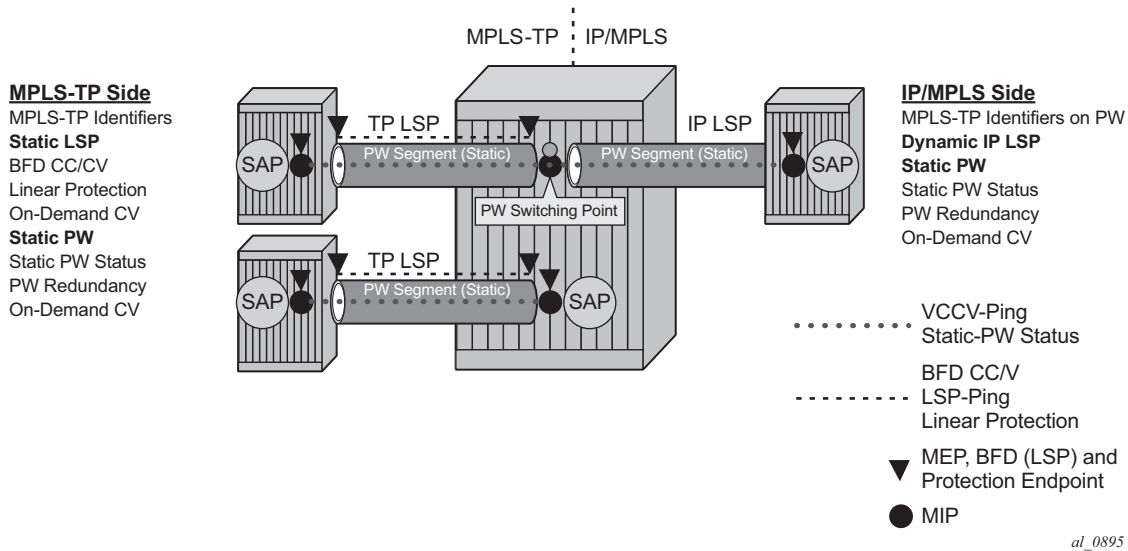 MPLS-TP IP/MPLS
MPLS-TP Side
MPLS-TP Identifiers
Static LSP
BFD CC/CV
Linear Protection
On-Demand CV
Static PW
Static PW Status
PW Redundancy
On-Demand CV
TP LSP
IP LSP
SAP
PW Segment (Static)
PW Segment (Static)
SAP
PW Switching Point
TP LSP
SAP
PW Segment (Static)
SAP
IP/MPLS Side
MPLS-TP Identifiers on PW
Dynamic IP LSP
Static PW
Static PW Status
PW Redundancy
On-Demand CV
VCCV-Ping
Static-PW Status
BFD CC/V
LSP-Ping
Linear Protection
MEP, BFD (LSP) and
Protection Endpoint
MIP
al_0895